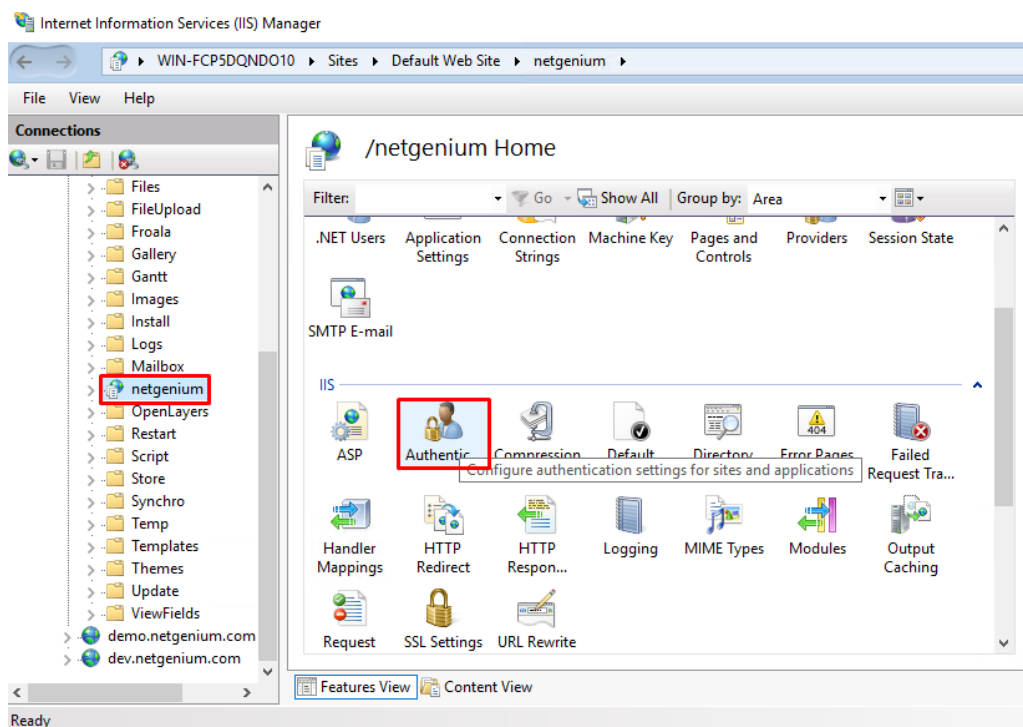 Internet Information Services (IIS) Manager
WIN-FCP5DQNDO10 Sites Default Web Site netgenium
File View Help
Connections
Files
FileUpload
Froala
Gallery
Gantt
Images
Install
Logs
Mailbox
netgenium
OpenLayers
Restart
Script
Store
Synchro
Temp
Templates
Themes
Update
ViewFields
demo.netgenium.com
dev.netgenium.com
/netgenium Home
Filter: Go Show All Group by: Area
.NET Users Application Connection Machine Key Pages and Providers Session State
Settings Strings Controls
SMTP E-mail
IIS
404
ASP Authentic... Compression Default Directory Error Pages Failed
Configure authentication settings for sites and applications Request Tra...
Handler HTTP HTTP Logging MIME Types Modules Output
Mappings Redirect Respon... Caching
Request SSL Settings URL Rewrite
Features View Content View
Ready